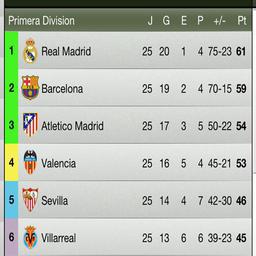 Primera Division J G E P +/- Pt
1 Real Madrid 25 20 1 4 75-23 61
2 Barcelona 25 19 2 4 70-15 59
3 Atletico Madrid 25 17 3 5 50-22 54
4 Valencia 25 16 5 4 45-21 53
5 Sevilla 25 14 4 7 42-30 46
6 Villarreal 25 13 6 6 39-23 45